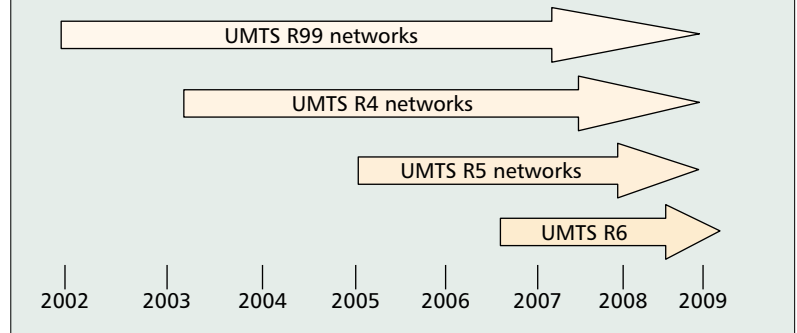 UMTS R99 networks
UMTS R4 networks
UMTS R5 networks
UMTS R6
2002 2003 2004 2005 2006 2007 2008 2009